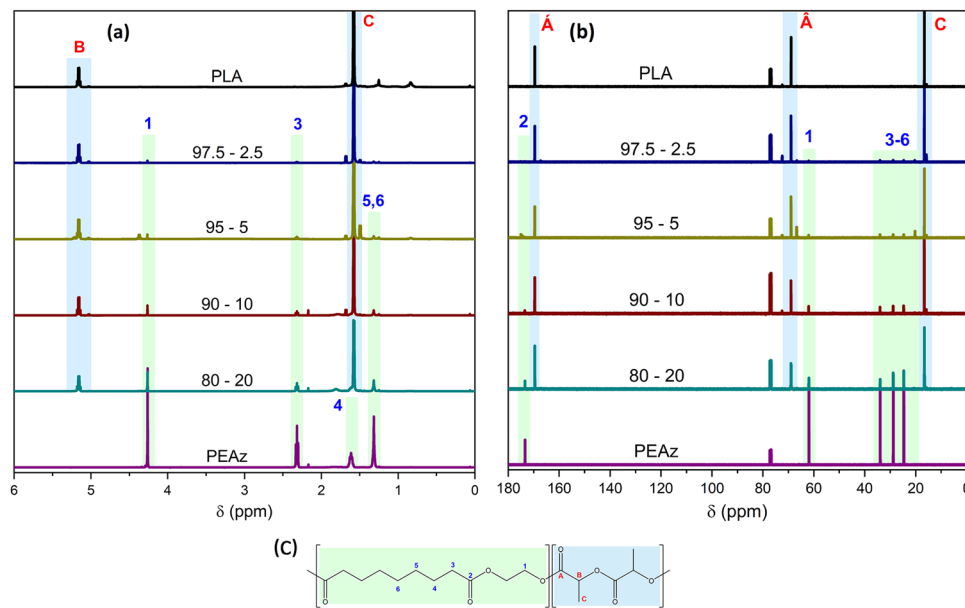 (a)
B
C
PLA
1
3
97.5 - 2.5
5,6
95 - 5
90 - 10
80 - 20
4
PEAz
6 5 4 3 2 1 0
δ (ppm)
(b)
Á
Â
C
PLA
2
1
3-6
97.5 - 2.5
95 - 5
90 - 10
80 - 20
PEAz
180 160 140 120 100 80 60 40 20 0
δ (ppm)
(C)
O
5 3 1 O
2 O A B O
6 4 O C O
O O O